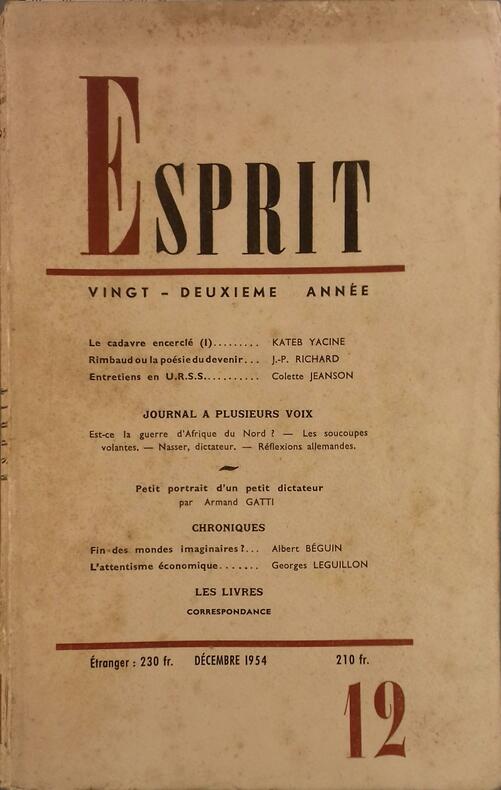 ESPRIT
VINGT - DEUXIEME ANNÉE
Le cadavre encerclé (I)......... KATEB YACINE
Rimbaud ou la poésie du devenir... J.-P. RICHARD
Entretiens en U.R.S.S........... Colette JEANSON
JOURNAL A PLUSIEURS VOIX
Est-ce la guerre d'Afrique du Nord ? — Les soucoupes
volantes. — Nasser, dictateur. — Réflexions allemandes.
Petit portrait d'un petit dictateur
par Armand GATTI
CHRONIQUES
Fin des mondes imaginaires?... Albert BÉGUIN
L'attentisme économique....... Georges LEGUILLON
LES LIVRES
CORRESPONDANCE
Étranger : 230 fr. DÉCEMBRE 1954 210 fr.
12